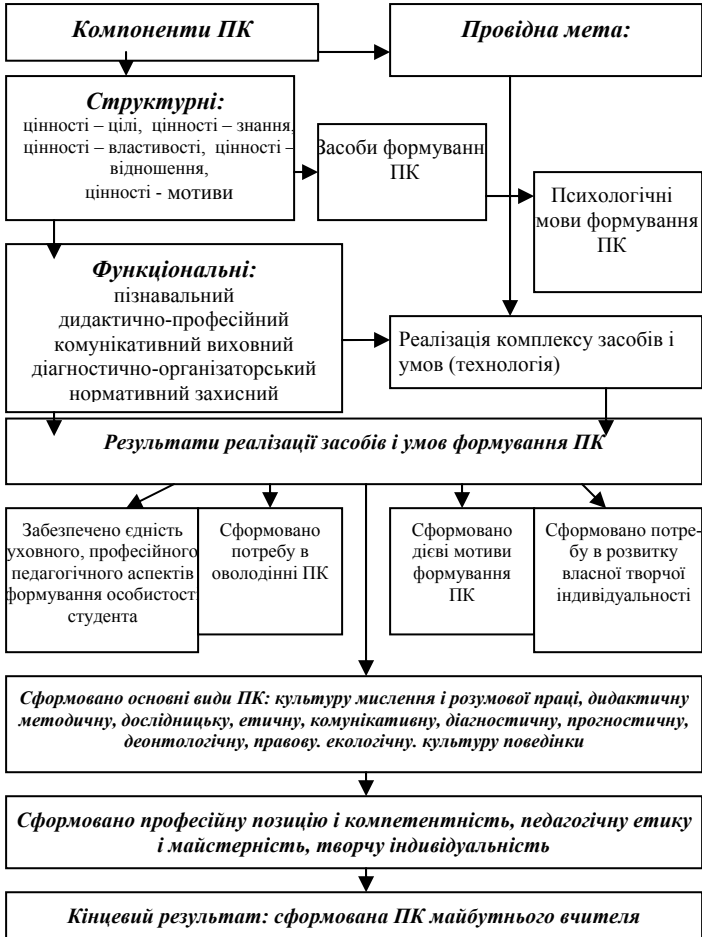 Компоненти ПК
Провідна мета:
Структурні:
цінності – цілі, цінності – знання,
цінності – властивості, цінності –
відношення,
цінності - мотиви
Засоби формуванн
ПК
Психологічні
мови формування
ПК
Функціональні:
пізнавальний
дидактично-професійний
комунікативний виховний
діагностично-організаторський
нормативний захисний
Реалізація комплексу засобів і
умов (технологія)
Результати реалізації засобів і умов формування ПК
Забезпечено єдність
уховного, професійного
педагогічного аспектів
формування особистост
студента
Сформовано
потребу в
оволодінні ПК
Сформовано
дієві мотиви
формування
ПК
Сформовано потре-
бу в розвитку
власної творчої
індивідуальності
Сформовано основні види ПК: культуру мислення і розумової праці, дидактичну
методичну, дослідницьку, етичну, комунікативну, діагностичну, прогностичну,
деонтологічну, правову. екологічну. культуру поведінки
Сформовано професійну позицію і компетентність, педагогічну етику
і майстерність, творчу індивідуальність
Кінцевий результат: сформована ПК майбутнього вчителя